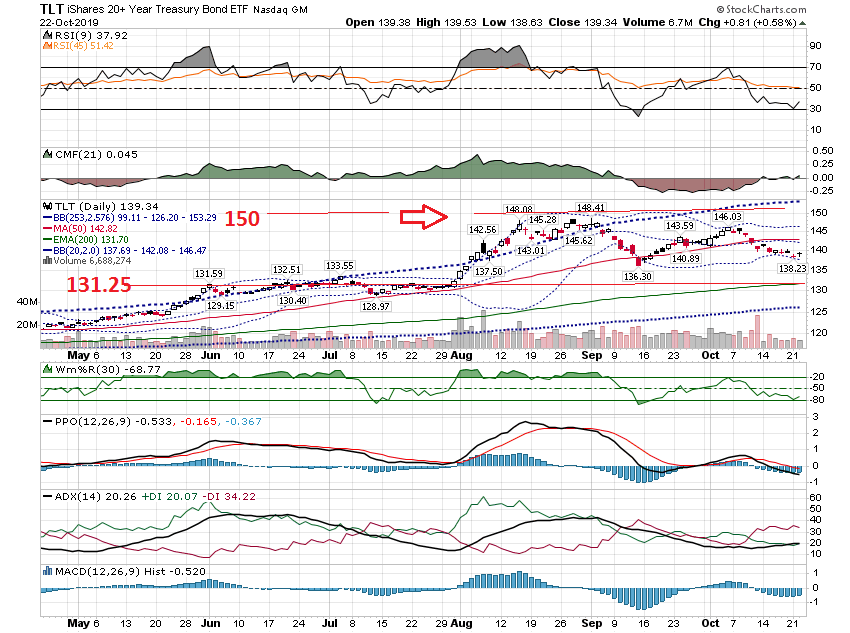 TLT iShares 20+ Year Treasury Bond ETF Nasdaq GM © StockCharts.com
22-Oct-2019 Open 139.38 High 139.53 Low 138.63 Close 139.34 Volume 6.7M Chg +0.81 (+0.58%)
RSI(9) 37.92
RSI(45) 51.42
90
70
50
30
10
CMF(21) 0.045
0.50
0.25
0.00
-0.25
TLT (Daily) 139.34
BB(253,2.576) 99.11 - 126.20 - 153.29
MA(50) 142.82
EMA(200) 131.70
BB(20,2.0) 137.69 - 142.08 - 146.47
Volume 6,688,274
150
131.25
148.08 148.41
145.28 146.03
142.56 143.59
145.62
143.01
140.89
137.50 136.30 138.23
131.59 132.51 133.55
129.15 130.40 128.97
150
145
140
135
130
125
120
40M
20M
May 6 13 20 28 Jun 10 17 24 Jul 8 15 22 29 Aug 12 19 26 Sep 9 16 23 Oct 7 14 21
Wm%R(30) -68.77
-20
-50
-80
PPO(12,26,9) -0.533, -0.165, -0.367
3
2
1
0
-1
ADX(14) 20.26 +DI 20.07 -DI 34.22
60
50
40
30
20
10
MACD(12,26,9) Hist -0.520
1
0
-1
May 6 13 20 28 Jun 10 17 24 Jul 8 15 22 29 Aug 12 19 26 Sep 9 16 23 Oct 7 14 21